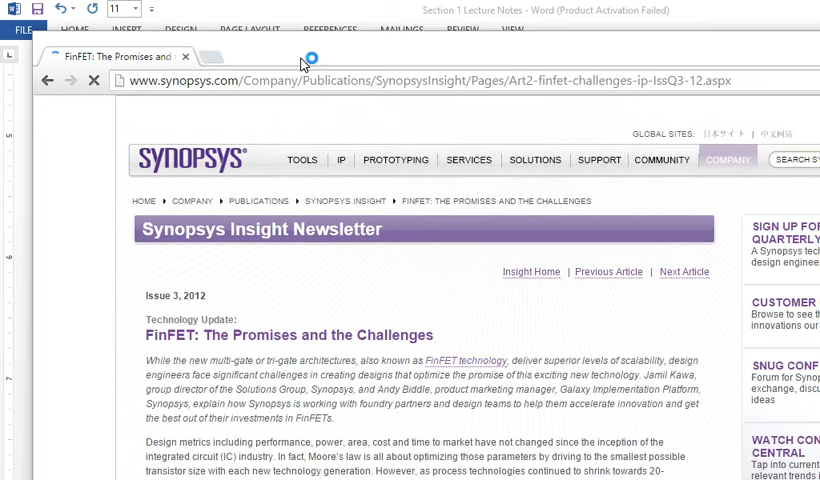 11
Section 1 Lecture Notes - Word (Product Activation Failed)
FILE HOME INSERT DESIGN PAGE LAYOUT REFERENCES MAILINGS REVIEW VIEW
FinFET: The Promises and
www.synopsys.com/Company/Publications/SynopsysInsight/Pages/Art2-finfet-challenges-ip-IssQ3-12.aspx
GLOBAL SITES: 日本サイト | 中文网站
SYNOPSYS®
TOOLS IP PROTOTYPING SERVICES SOLUTIONS SUPPORT COMMUNITY COMPANY SEARCH SY
HOME COMPANY PUBLICATIONS SYNOPSYS INSIGHT FINFET: THE PROMISES AND THE CHALLENGES
Synopsys Insight Newsletter
Insight Home | Previous Article | Next Article
Issue 3, 2012
Technology Update:
FinFET: The Promises and the Challenges
While the new multi-gate or tri-gate architectures, also known as FinFET technology, deliver superior levels of scalability, design
engineers face significant challenges in creating designs that optimize the promise of this exciting new technology. Jamil Kawa,
group director of the Solutions Group, Synopsys, and Andy Biddle, product marketing manager, Galaxy Implementation Platform,
Synopsys, explain how Synopsys is working with foundry partners and design teams to help them accelerate innovation and get
the best out of their investments in FinFETs.
Design metrics including performance, power, area, cost and time to market have not changed since the inception of the
integrated circuit (IC) industry. In fact, Moore's law is all about optimizing those parameters by driving to the smallest possible
transistor size with each new technology generation. However, as process technologies continued to shrink towards 20-
SIGN UP FOR
QUARTERLY
A Synopsys tech
design enginee
CUSTOMER
Browse to see th
innovations our
SNUG CONF
Forum for Synop
exchange, discu
ideas
WATCH CON
CENTRAL
Tap into current
relevant trends i
5
6
7